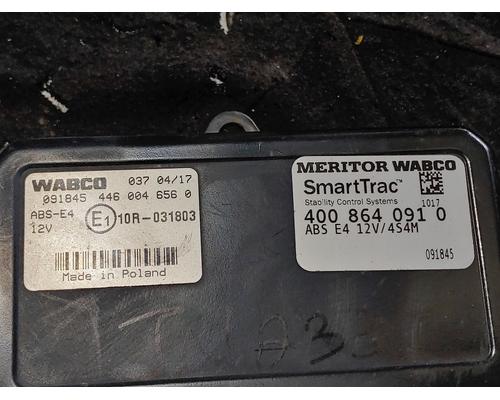 WABCO 037 04/17
091845 446 004 656 0
ABS-E4 E1 10R-031803
12V
Made in Poland
MERITOR WABCO
SmartTrac™
Stability Control Systems 1017
400 864 091 0
ABS E4 12V/4S4M
091845